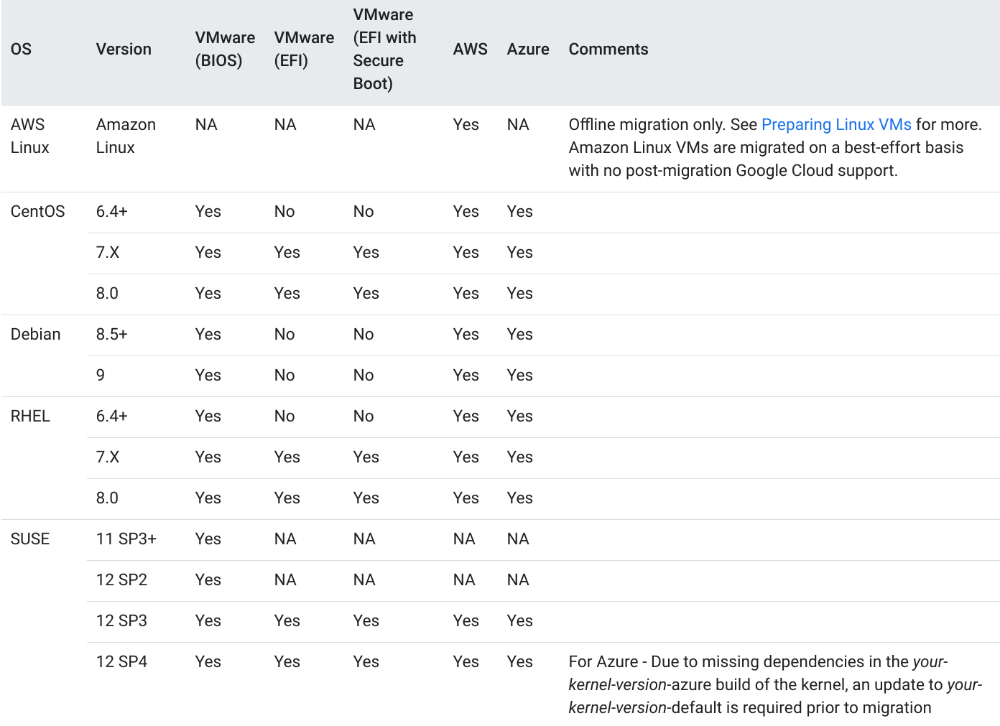 OS Version VMware (BIOS) VMware (EFI) VMware (EFI with Secure Boot) AWS Azure Comments
AWS Linux Amazon Linux NA NA NA Yes NA Offline migration only. See Preparing Linux VMs for more.
Amazon Linux VMs are migrated on a best-effort basis
with no post-migration Google Cloud support.
CentOS 6.4+ Yes No No Yes Yes
7.X Yes Yes Yes Yes Yes
8.0 Yes Yes Yes Yes Yes
Debian 8.5+ Yes No No Yes Yes
9 Yes No No Yes Yes
RHEL 6.4+ Yes No No Yes Yes
7.X Yes Yes Yes Yes Yes
8.0 Yes Yes Yes Yes Yes
SUSE 11 SP3+ Yes NA NA NA NA
12 SP2 Yes NA NA NA NA
12 SP3 Yes Yes Yes Yes Yes
12 SP4 Yes Yes Yes Yes Yes For Azure - Due to missing dependencies in the your-
kernel-version-azure build of the kernel, an update to your-
kernel-version-default is required prior to migration